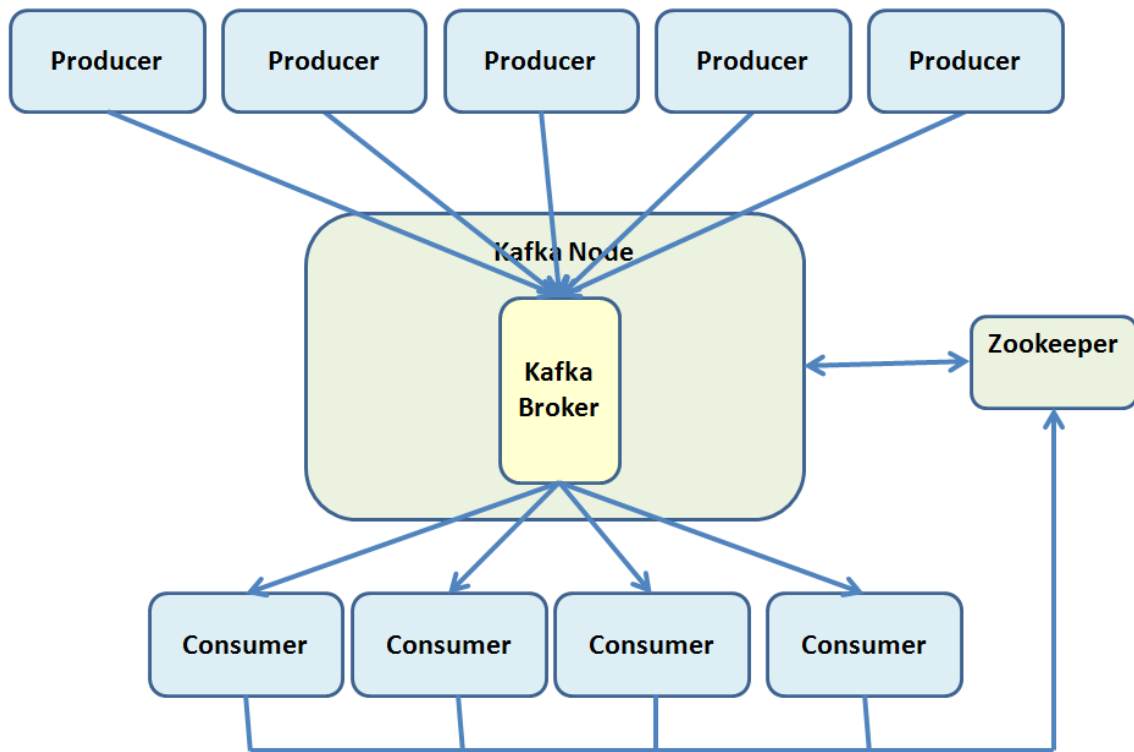 Producer
Producer
Producer
Producer
Producer
Kafka Node
Kafka
Broker
Zookeeper
Consumer
Consumer
Consumer
Consumer